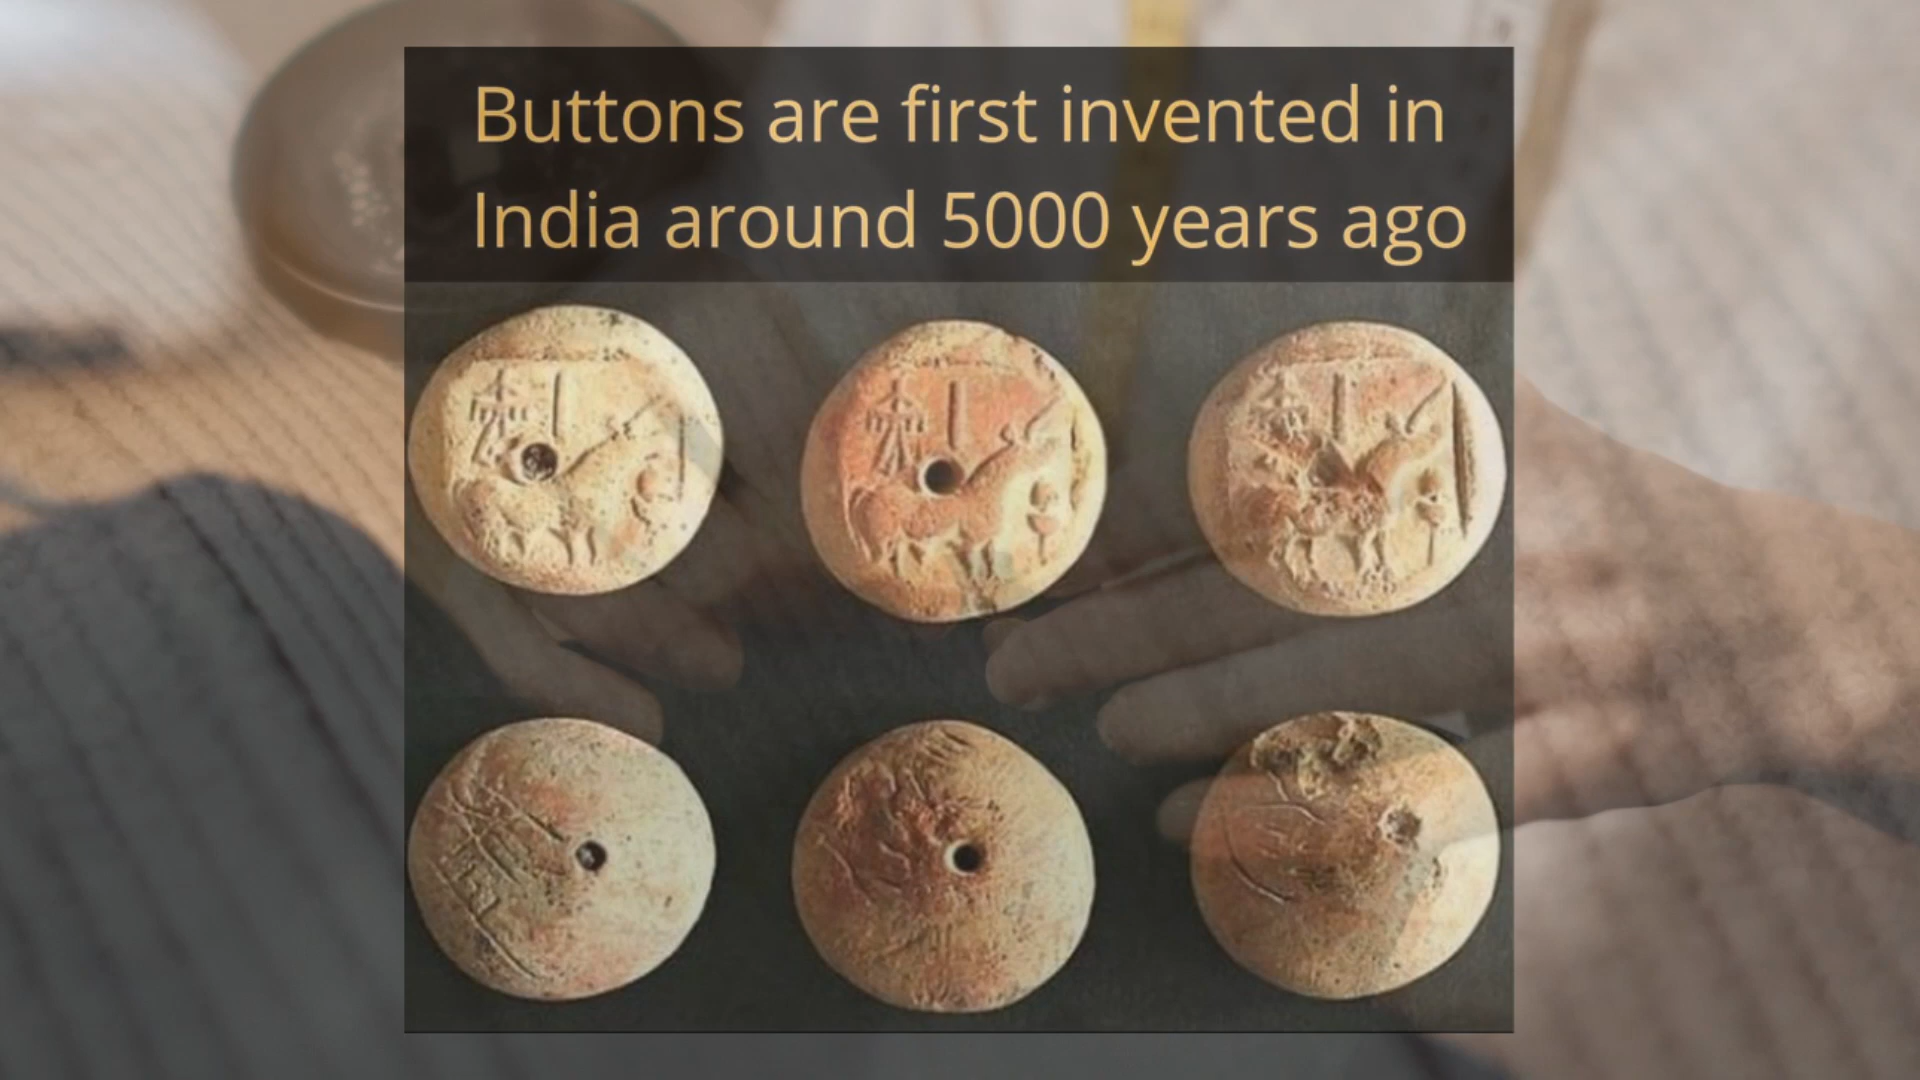 Buttons are first invented in
India around 5000 years ago